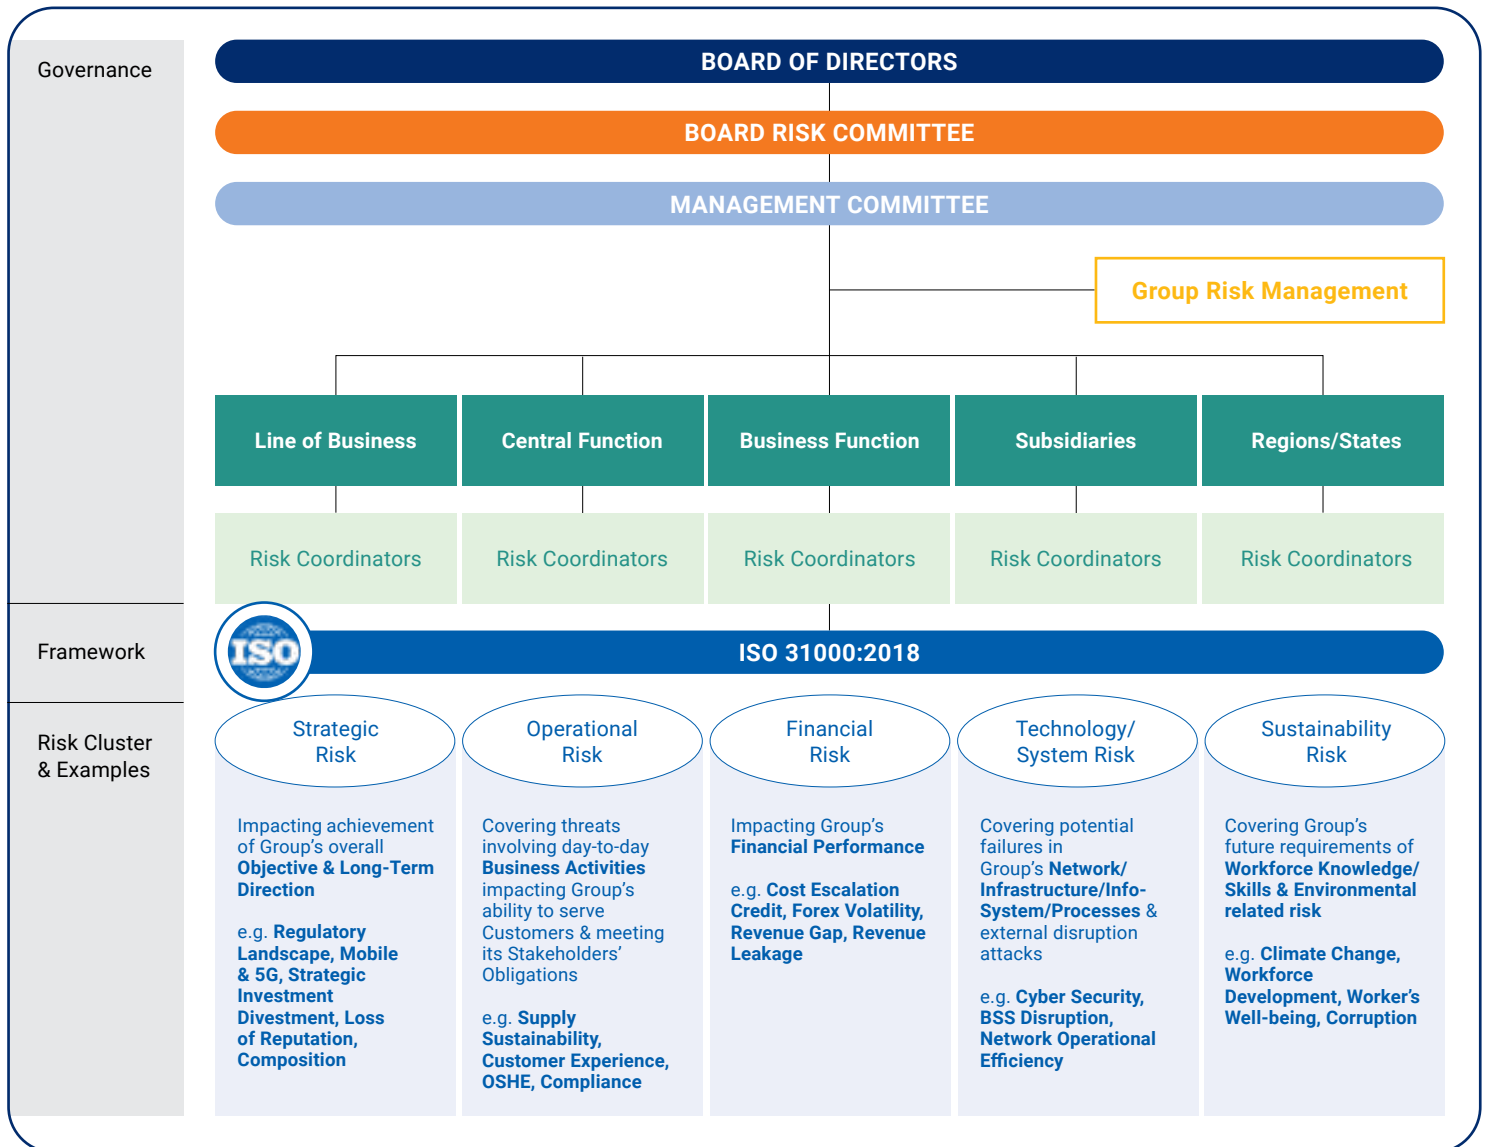 Governance
BOARD OF DIRECTORS
BOARD RISK COMMITTEE
MANAGEMENT COMMITTEE
Group Risk Management
Line of Business
Central Function
Business Function
Subsidiaries
Regions/States
Risk Coordinators
Risk Coordinators
Risk Coordinators
Risk Coordinators
Risk Coordinators
Framework
ISO
ISO 31000:2018
Risk Cluster
& Examples
Strategic
Risk
Impacting achievement
of Group's overall
Objective & Long-Term
Direction
e.g. Regulatory
Landscape, Mobile
& 5G, Strategic
Investment
Divestment, Loss
of Reputation,
Composition
Operational
Risk
Covering threats
involving day-to-day
Business Activities
impacting Group's
ability to serve
Customers & meeting
its Stakeholders'
Obligations
e.g. Supply
Sustainability,
Customer Experience,
OSHE, Compliance
Financial
Risk
Impacting Group's
Financial Performance
e.g. Cost Escalation
Credit, Forex Volatility,
Revenue Gap, Revenue
Leakage
Technology/
System Risk
Covering potential
failures in
Group's Network/
Infrastructure/Info-
System/Processes &
external disruption
attacks
e.g. Cyber Security,
BSS Disruption,
Network Operational
Efficiency
Sustainability
Risk
Covering Group's
future requirements of
Workforce Knowledge/
Skills & Environmental
related risk
e.g. Climate Change,
Workforce
Development, Worker's
Well-being, Corruption